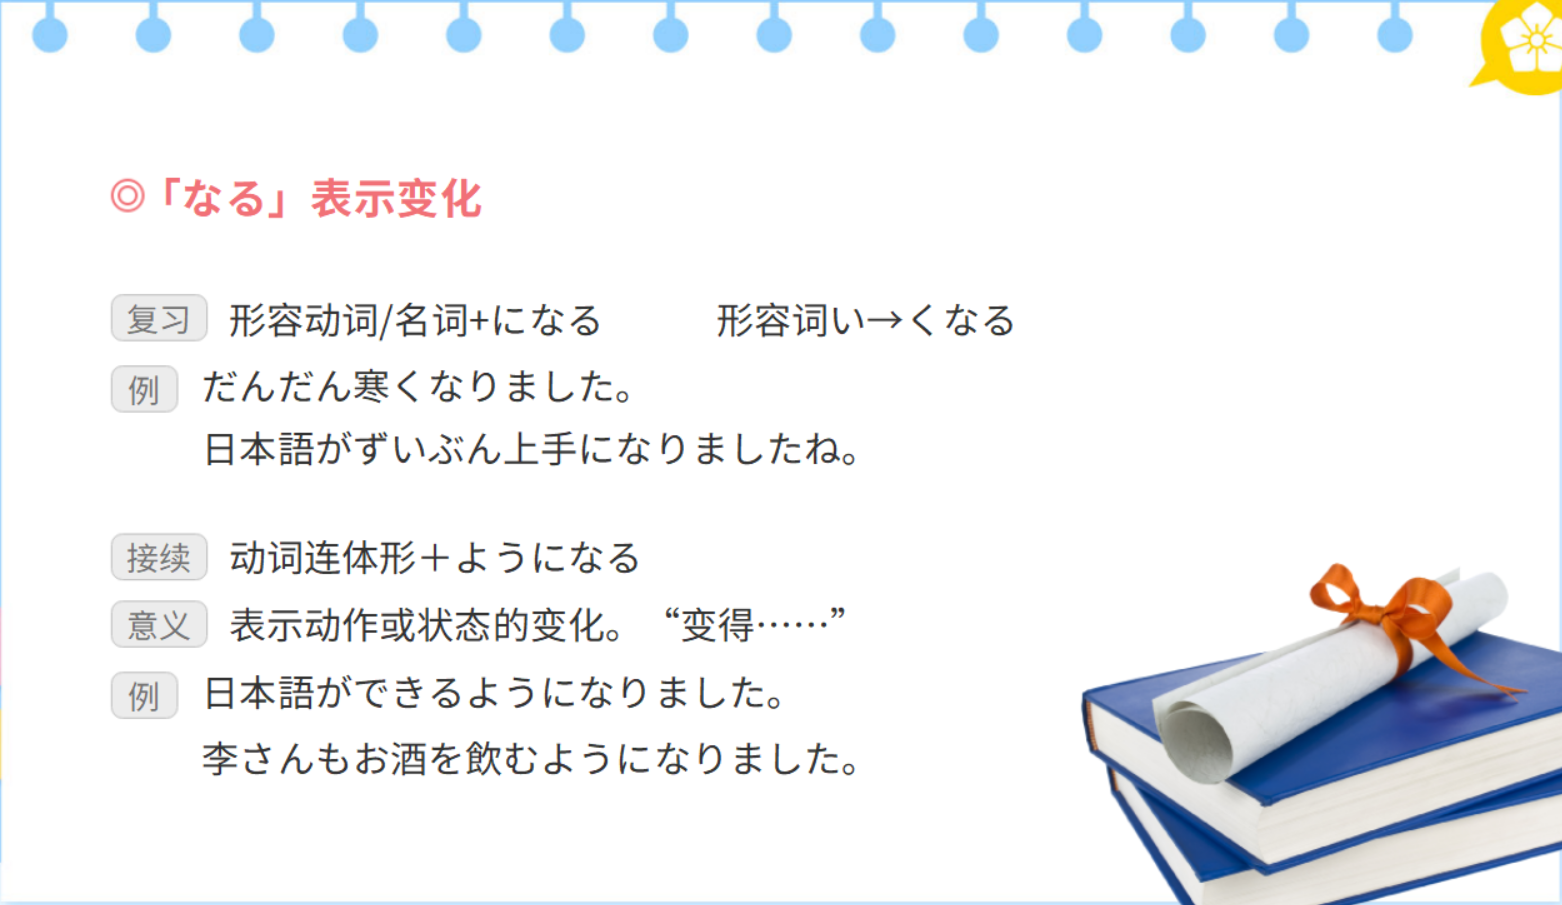 ◎「なる」表示变化
复习 形容动词/名词+になる 形容词い→くなる
例 だんだん寒くなりました。
日本語がずいぶん上手になりましたね。
接续 动词连体形＋ようになる
意义 表示动作或状态的变化。 “变得……”
例 日本語ができるようになりました。
李さんもお酒を飲むようになりました。